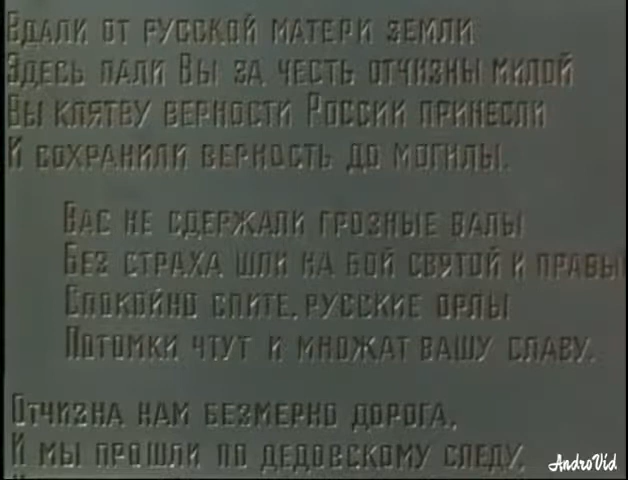 Вдали от русской матери земли
Здесь пали Вы за честь отчизны милой
Вы клятву верности России принесли
И сохранили верность до могилы.
Вас не сдержали грозные валы
Без страха шли на бой святой и правы
Спокойно спите, русские орлы
Потомки чтут и множат вашу славу.
Отчизна нам безмерно дорога,
И мы прошли по дедовскому следу,
AndroVid